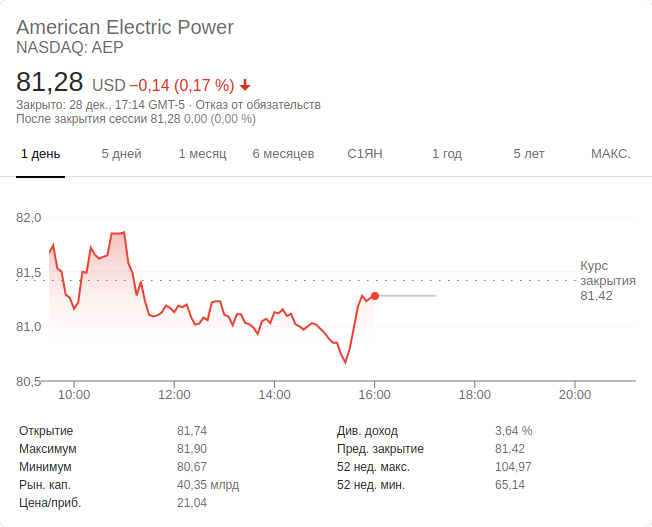 American Electric Power
NASDAQ: AEP
81,28 USD −0,14 (0,17 %)
Закрыто: 28 дек., 17:14 GMT-5 · Отказ от обязательств
После закрытия сессии 81,28 0,00 (0,00 %)
1 день 5 дней 1 месяц 6 месяцев С1ЯН 1 год 5 лет МАКС.
82,0
81,5
81,0
80,5
Курс
закрытия
81,42
10:00 12:00 14:00 16:00 18:00 20:00
Открытие 81,74 Див. доход 3,64 %
Максимум 81,90 Пред. закрытие 81,42
Минимум 80,67 52 нед. макс. 104,97
Рын. кап. 40,35 млрд 52 нед. мин. 65,14
Цена/приб. 21,04